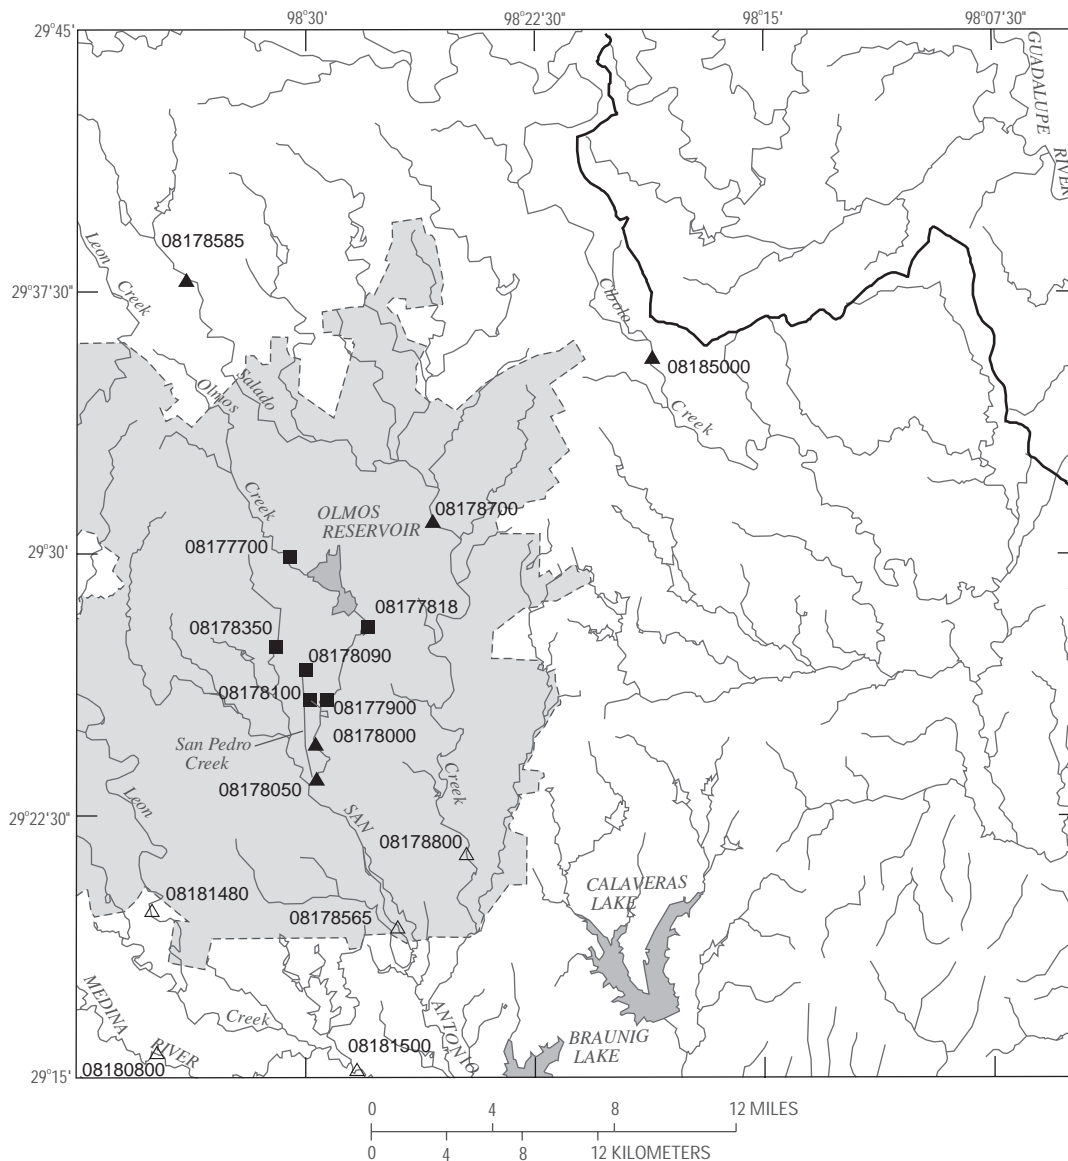 98°30'
98°22'30"
98°15'
98°07'30"
29°45'
GUADALUPE
RIVER
08178585
Leon
Creek
29°37'30"
Cibolo
08185000
Salado
Olmos
Creek
Creek
08178700
OLMOS
RESERVOIR
29°30'
08177700
08177818
08178350
08178090
08178100
08177900
08178000
San Pedro
Creek
08178050
Creek
Leon
SAN
29°22'30"
08178800
CALAVERAS
LAKE
08181480
08178565
MEDINA
RIVER
Creek
ANTONIO
BRAUNIG
LAKE
08181500
08180800
29°15'
0 4 8 12 MILES
0 4 8 12 KILOMETERS